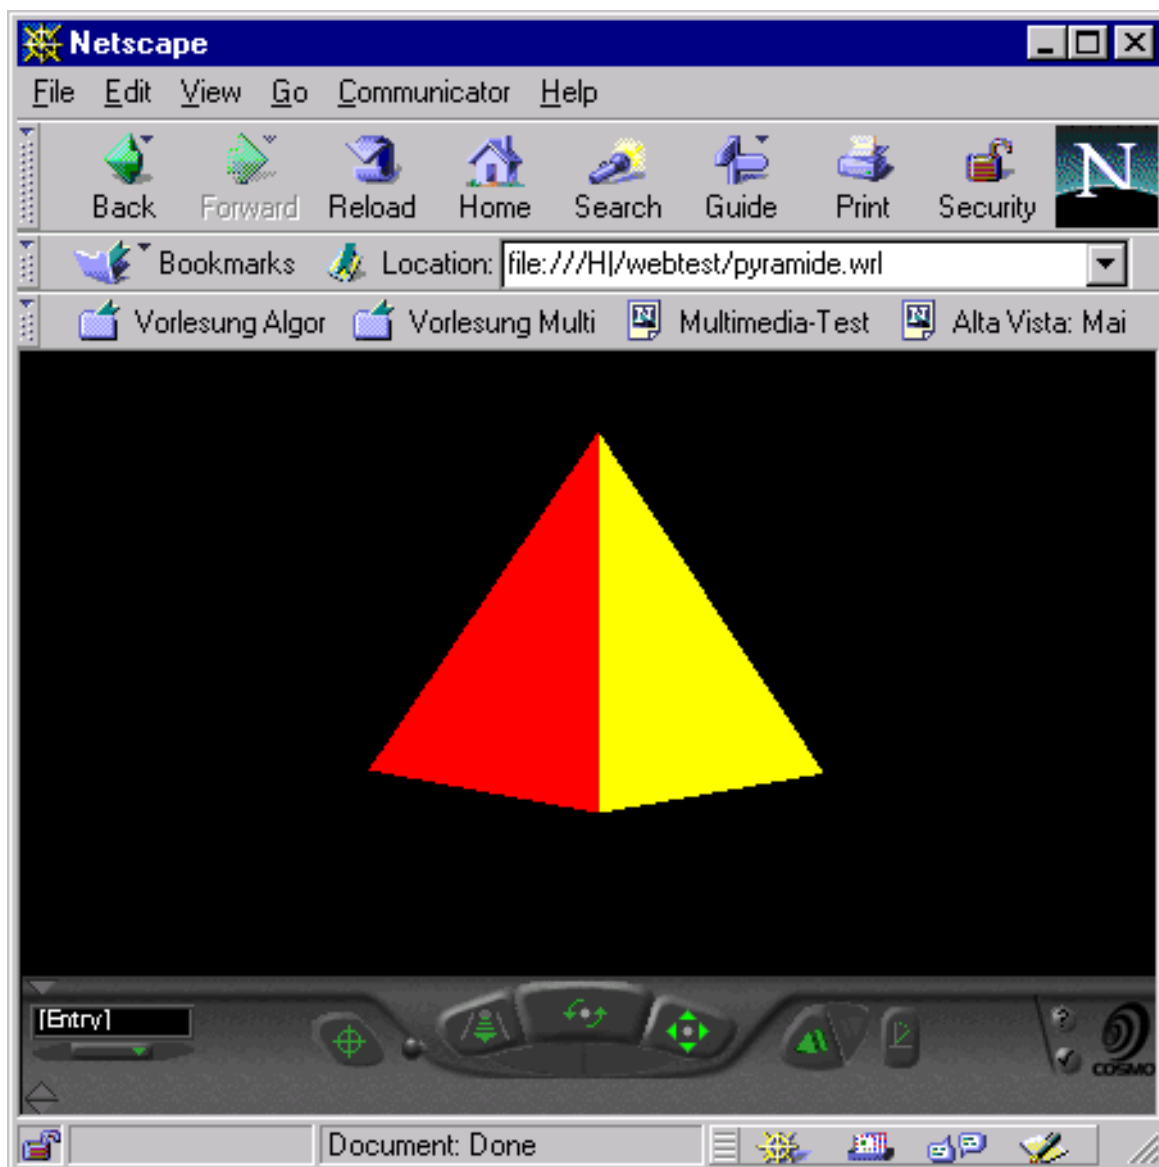 Netscape
File Edit View Go Communicator Help
Back Forward Reload Home Search Guide Print Security N
Bookmarks Location: file:///H|/webtest/pyramide.wrl
Vorlesung Algor Vorlesung Multi Multimedia-Test Alta Vista: Mai
[Entry] ?
COSMO
Document: Done